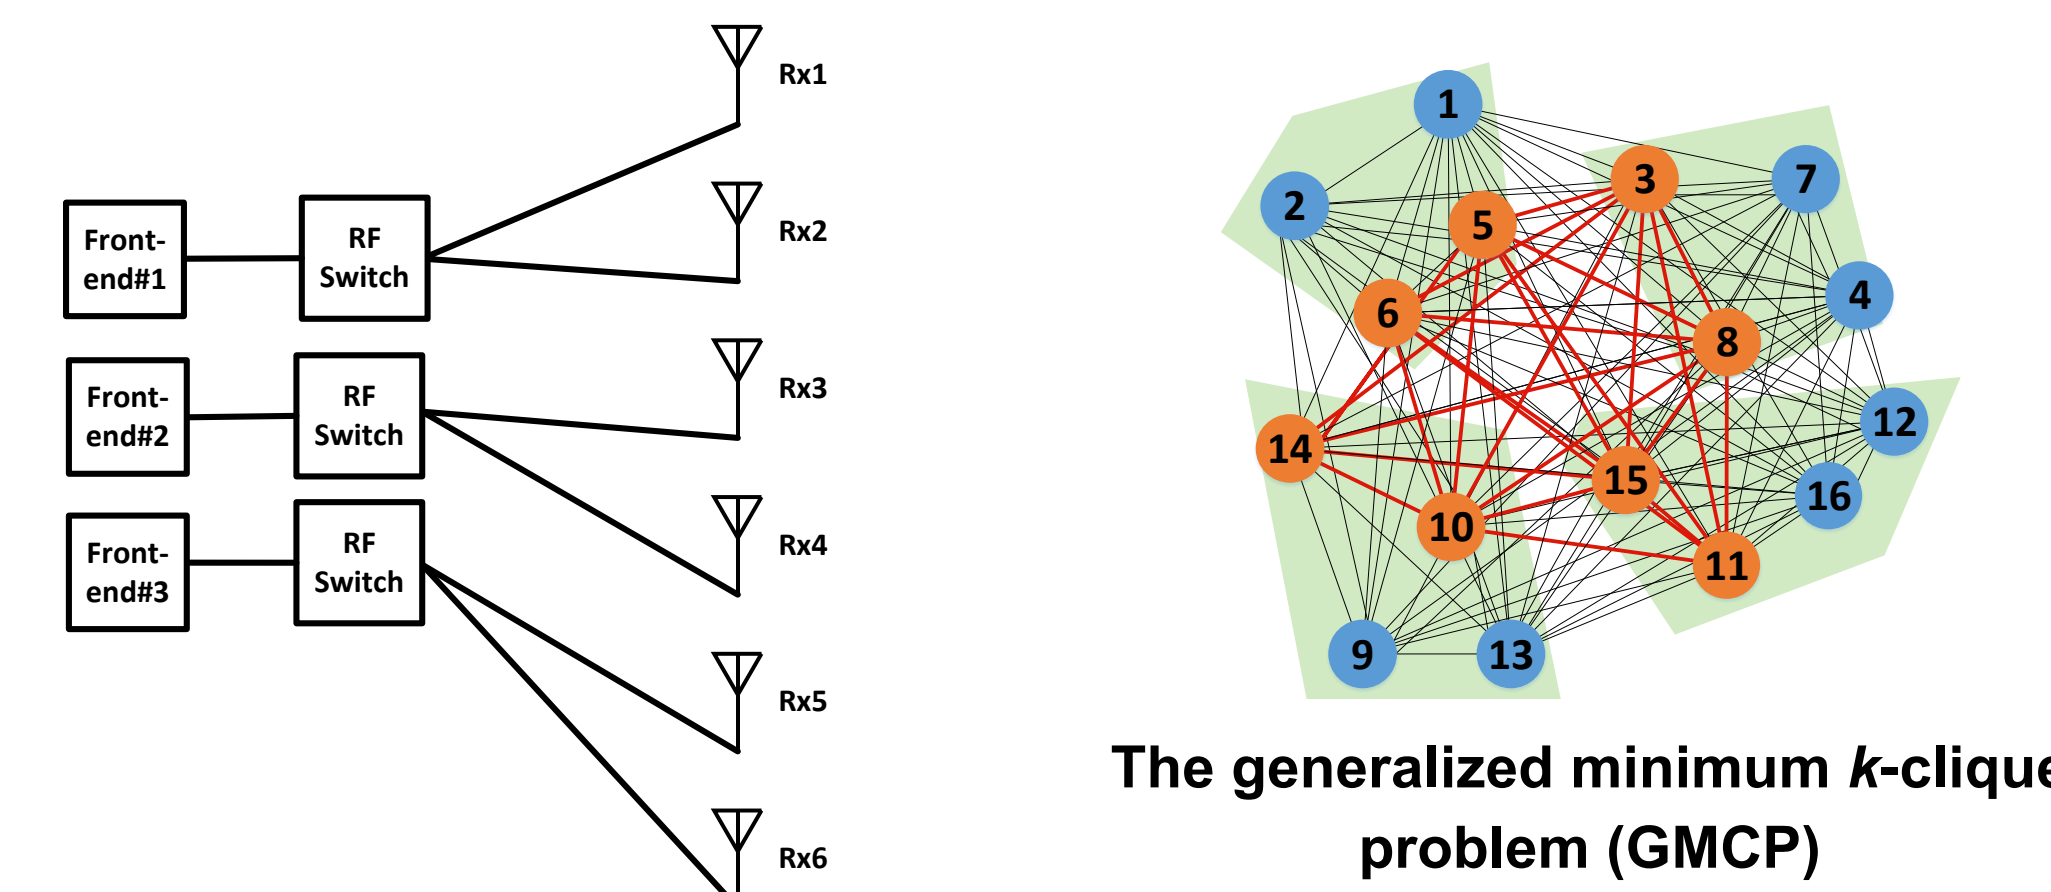 Rx1
Rx2
Rx3
Rx4
Rx5
Rx6
Front-
end#1
RF
Switch
Front-
end#2
RF
Switch
Front-
end#3
RF
Switch
1
2
3
7
5
4
6
8
12
14
15
16
10
11
9
13
The generalized minimum k-clique
problem (GMCP)